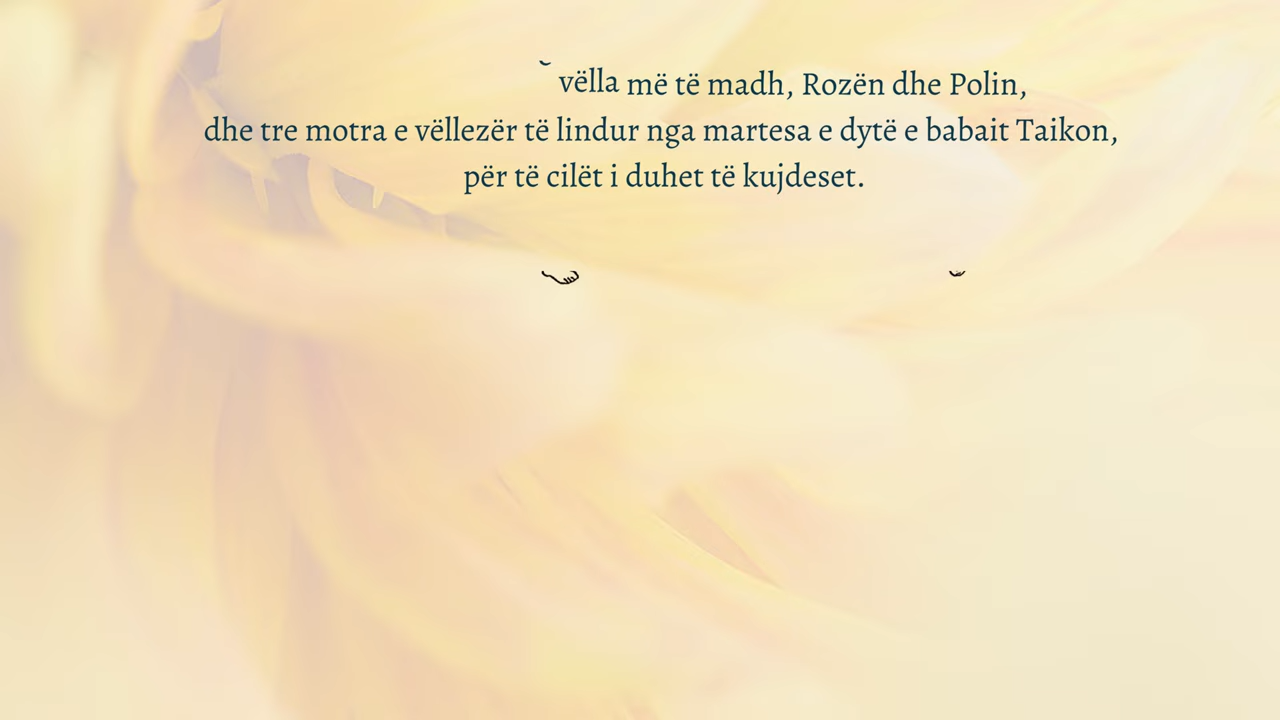 vëlla më të madh, Rozën dhe Polin,
dhe tre motra e vëllezër të lindur nga martesa e dytë e babait Taikon,
për të cilët i duhet të kujdeset.